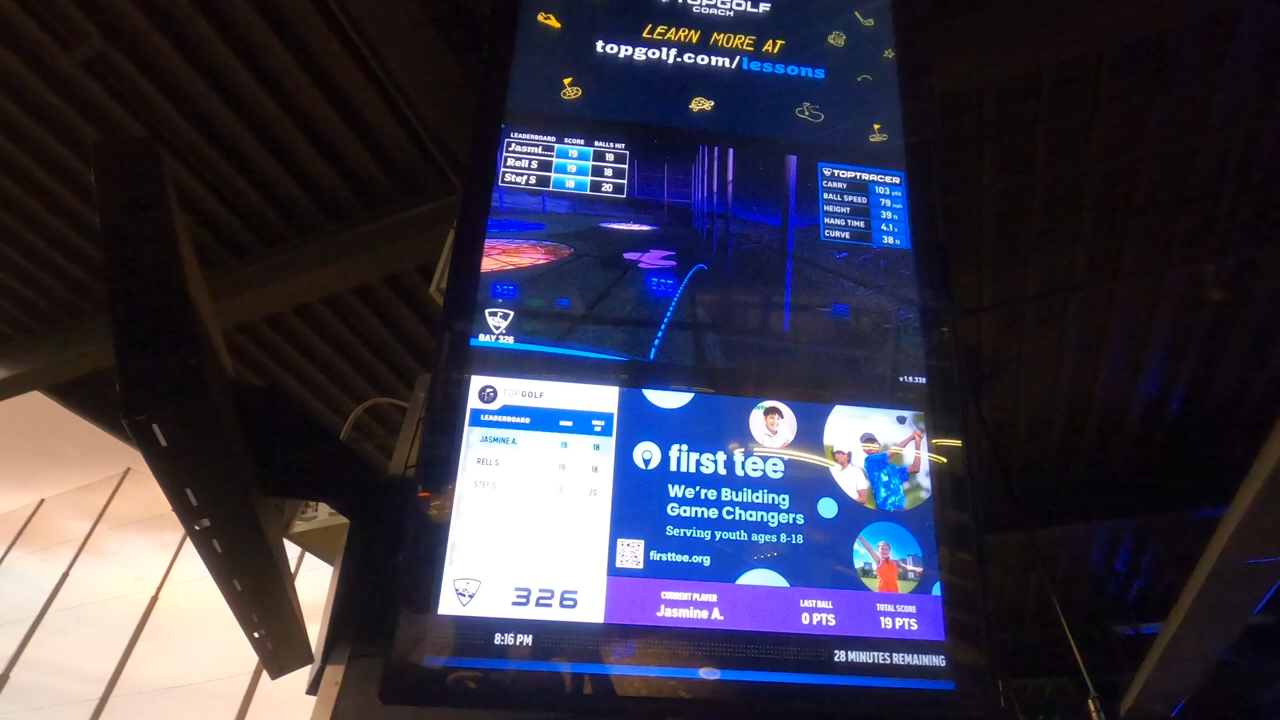 TOPGOLF
COACH
LEARN MORE AT
topgolf.com/lessons
LEADERBOARD SCORE BALLS HIT
Jasmi.... 19 19
Rell S 19 18
Stef S 18 20
TOPTRACER
CARRY 103 yds
BALL SPEED 79 mph
HEIGHT 39 ft
HANG TIME 4.1 s
CURVE 38 ft
BAY 326
v 1.9.338
TOPGOLF
LEADERBOARD SCORE BALLS HIT
JASMINE A. 19 18
RELL S. 19 18
STEF S. 20
326
first tee
We're Building
Game Changers
Serving youth ages 8-18
firsttee.org
CURRENT PLAYER
Jasmine A.
LAST BALL
0 PTS
TOTAL SCORE
19 PTS
8:16 PM
28 MINUTES REMAINING